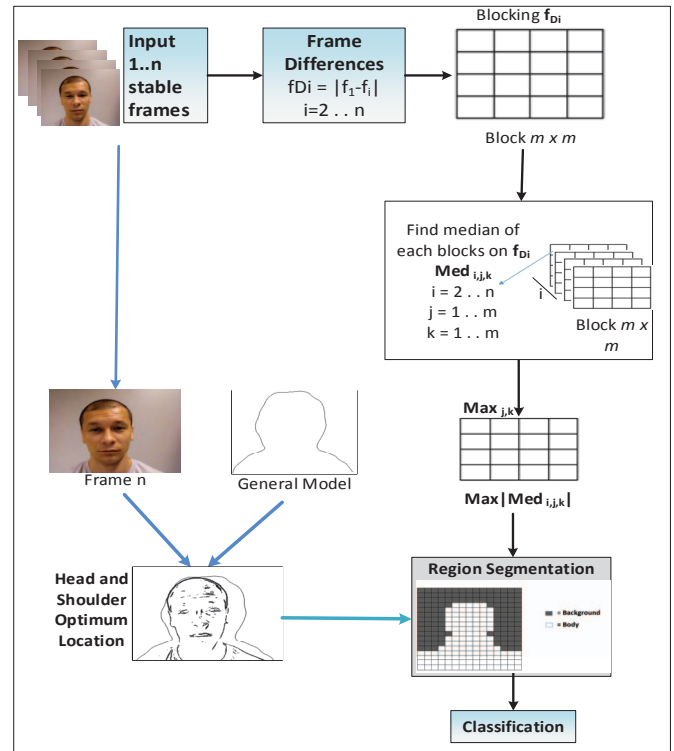 Input
1..n
stable
frames
Frame
Differences
fDi = |f₁-fᵢ|
i=2 . . n
Blocking f_Di
Block m x m
Find median of
each blocks on f_Di
Med i,j,k
i = 2 . . n
j = 1 . . m
k = 1 . . m
i
Block m x
m
Max j,k
Max|Med i,j,k|
Frame n
General Model
Head and
Shoulder
Optimum
Location
Region Segmentation
= Background
= Body
Classification